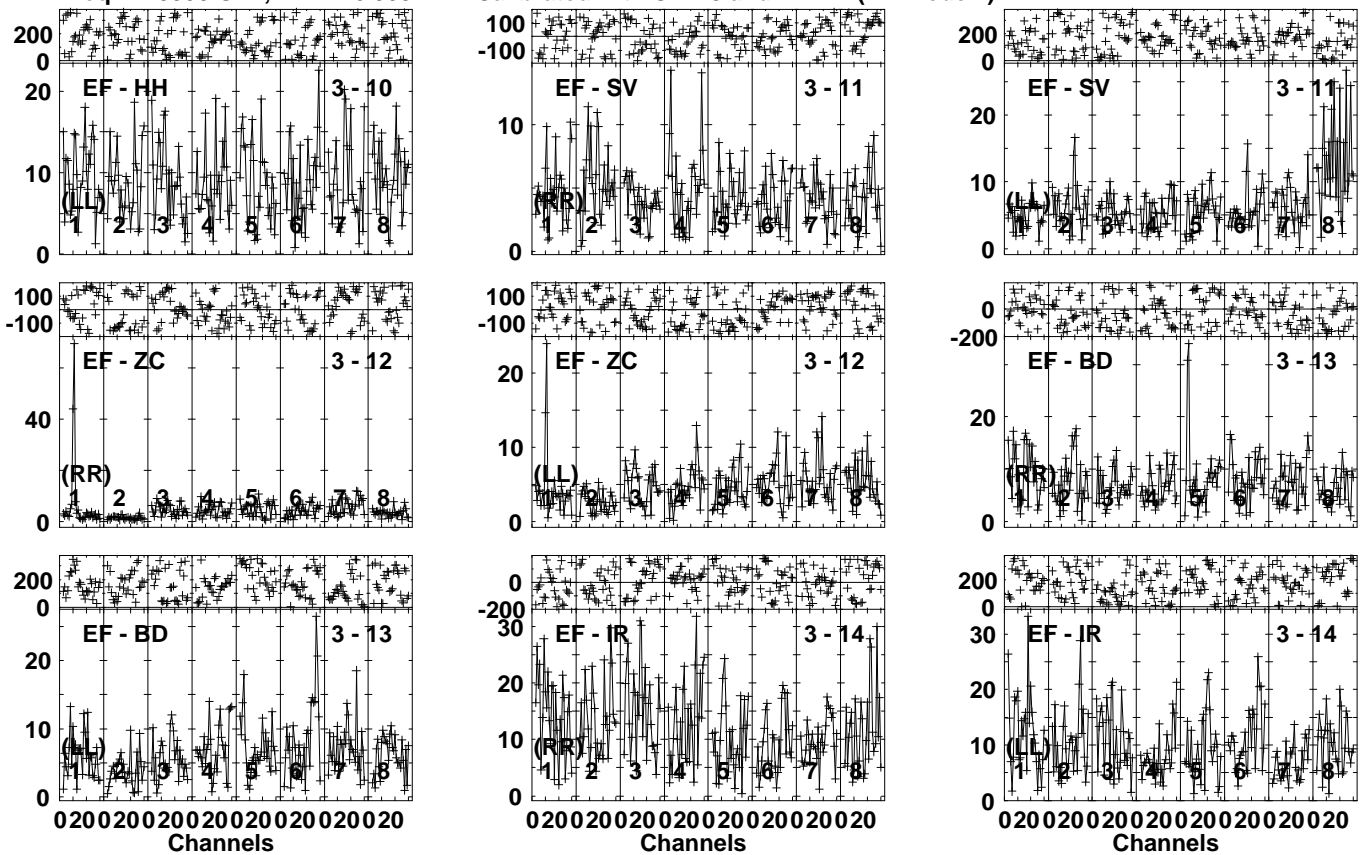 200 100 200
0 -100 0
EF - HH 3 - 10 EF - SV 3 - 11 EF - SV 3 - 11
20 10 20
10 10
(LL) (RR) (LL)
1 2 3 4 5 6 7 8 1 2 3 4 5 6 7 8 1 2 3 4 5 6 7 8
0 0 0
100 100 0
-100 -100 -200
EF - ZC 3 - 12 EF - ZC 3 - 12 EF - BD 3 - 13
40 20 20
10
(RR) (LL) (RR)
1 2 3 4 5 6 7 8 1 2 3 4 5 6 7 8 1 2 3 4 5 6 7 8
0 0 0
200 0 200
0 -200 0
EF - BD 3 - 13 EF - IR 3 - 14 EF - IR 3 - 14
20 30 30
10 20 20
10 10
(LL) (RR) (LL)
1 2 3 4 5 6 7 8 1 2 3 4 5 6 7 8 1 2 3 4 5 6 7 8
0 0 0
0 20 0 20 0 20 0 20 0 20 0 20 0 20 0 20 0 20 0 20 0 20 0 20 0 20 0 20 0 20 0 20 0 20 0 20 0 20 0 20 0 20 0 20 0 20 0 20
Channels Channels Channels